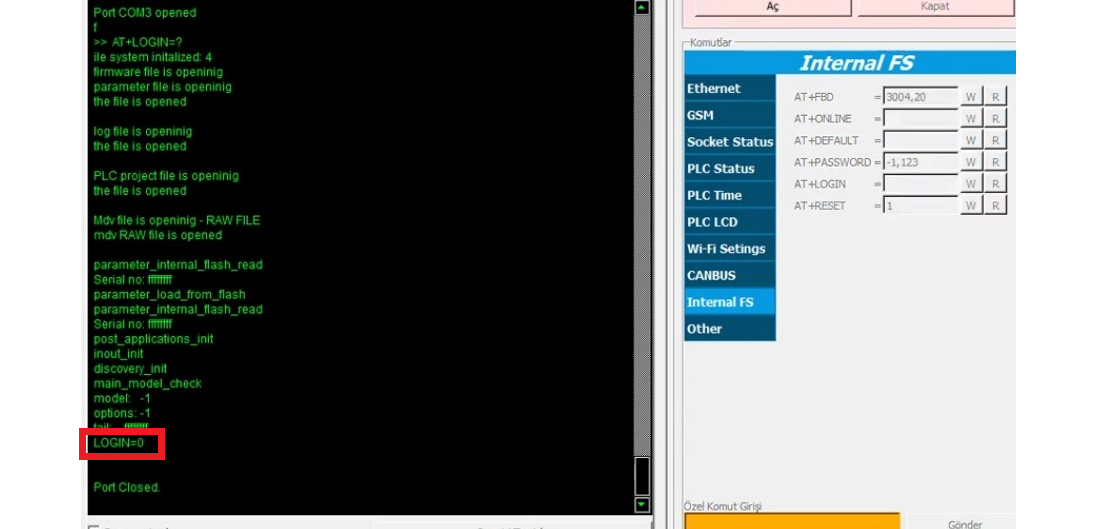 Port COM3 opened
f
>> AT+LOGIN=?
ile system initalized: 4
firmware file is openinig
parameter file is openinig
the file is opened
log file is openinig
the file is opened
PLC project file is openinig
the file is opened
Mdv file is openinig - RAW FILE
mdv RAW file is opened
parameter_internal_flash_read
Serial no: ffffffff
parameter_load_from_flash
parameter_internal_flash_read
Serial no: ffffffff
post_applications_init
inout_init
discovery_init
main_model_check
model: -1
options: -1
LOGIN=0
Port Closed.
Aç Kapat
Komutlar
Internal FS
Ethernet
GSM
Socket Status
PLC Status
PLC Time
PLC LCD
Wi-Fi Setings
CANBUS
Internal FS
Other
AT+FBD = 3004,20 W R
AT+ONLINE = W R
AT+DEFAULT = W R
AT+PASSWORD = -1,123 W R
AT+LOGIN = W R
AT+RESET = 1 W R
Özel Komut Girişi
Gönder